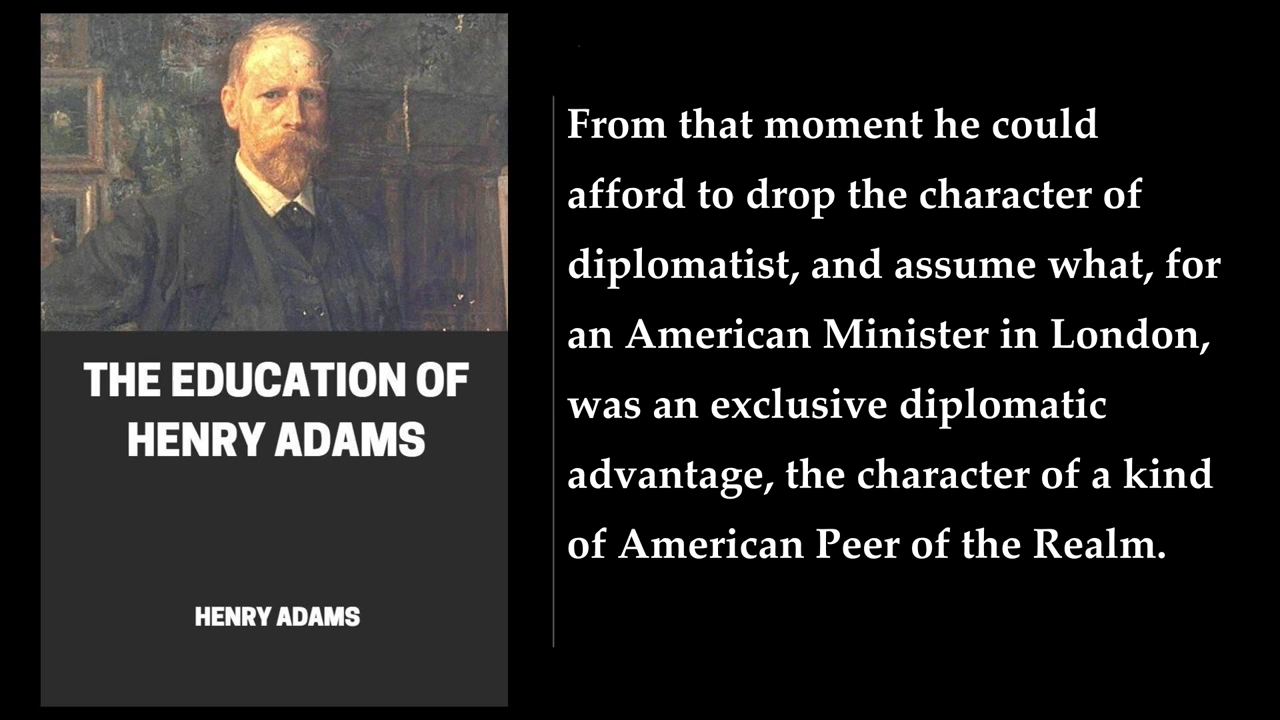 THE EDUCATION OF
HENRY ADAMS
HENRY ADAMS
From that moment he could
afford to drop the character of
diplomatist, and assume what, for
an American Minister in London,
was an exclusive diplomatic
advantage, the character of a kind
of American Peer of the Realm.